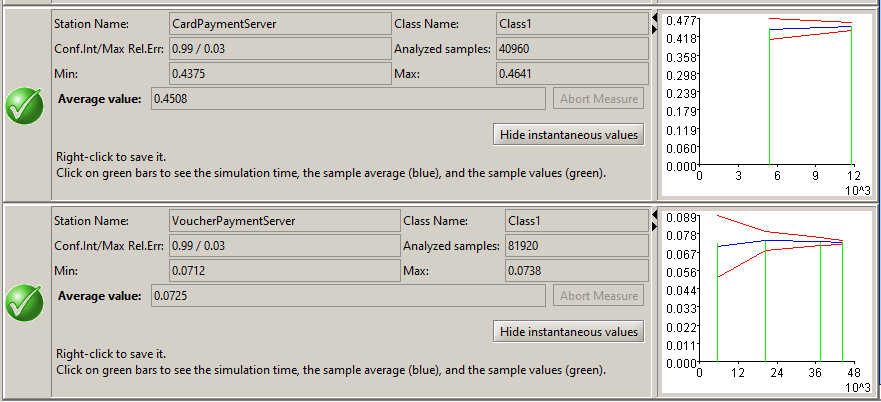 Station Name: CardPaymentServer Class Name: Class1
Conf.Int/Max Rel.Err: 0.99 / 0.03 Analyzed samples: 40960
Min: 0.4375 Max: 0.4641
Average value: 0.4508 Abort Measure
Hide instantaneous values
Right-click to save it.
Click on green bars to see the simulation time, the sample average (blue), and the sample values (green).
0.477
0.418
0.358
0.298
0.239
0.179
0.119
0.060
0.000
0 3 6 9 12
10^3
Station Name: VoucherPaymentServer Class Name: Class1
Conf.Int/Max Rel.Err: 0.99 / 0.03 Analyzed samples: 81920
Min: 0.0712 Max: 0.0738
Average value: 0.0725 Abort Measure
Hide instantaneous values
Right-click to save it.
Click on green bars to see the simulation time, the sample average (blue), and the sample values (green).
0.089
0.078
0.067
0.056
0.044
0.033
0.022
0.011
0.000
0 12 24 36 48
10^3